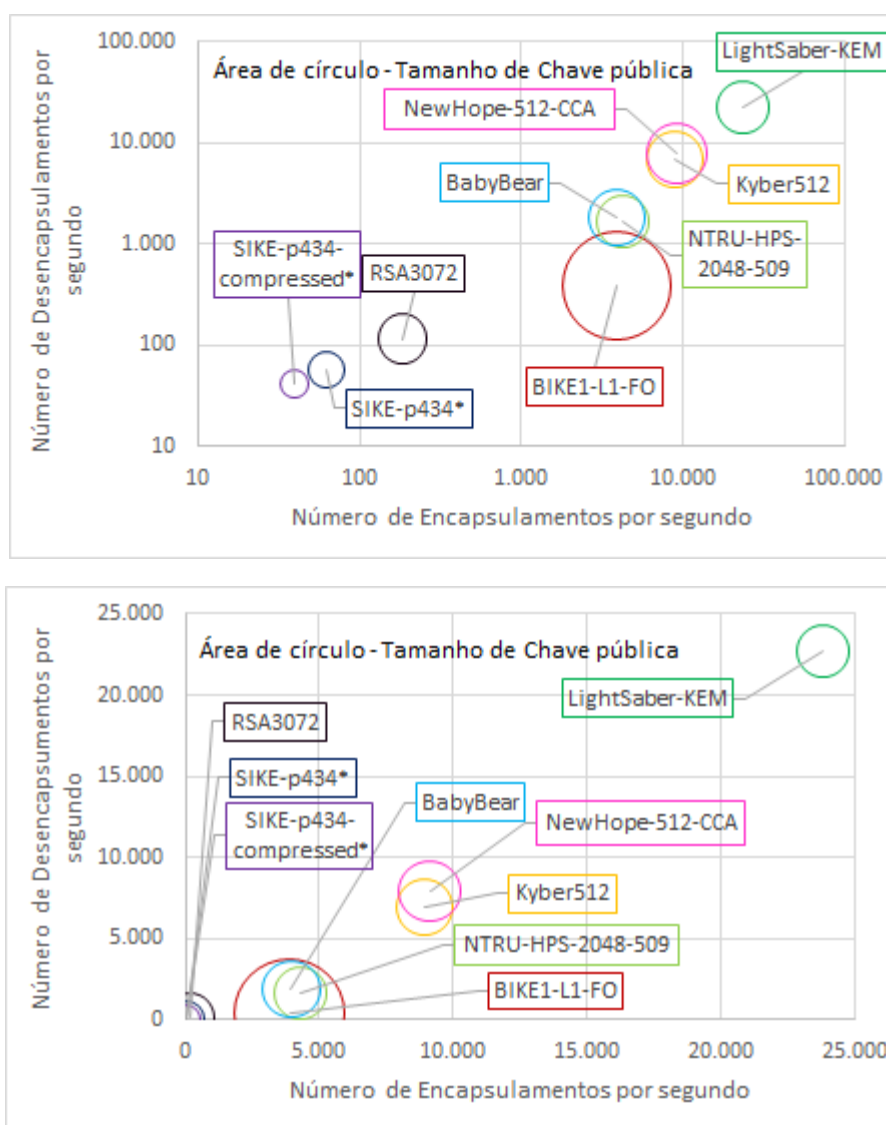 100.000
10.000
1.000
100
10
Número de Desencapsulamentos por
segundo
Área de círculo - Tamanho de Chave pública
LightSaber-KEM
NewHope-512-CCA
Kyber512
BabyBear
NTRU-HPS-
2048-509
SIKE-p434-
compressed*
RSA3072
BIKE1-L1-FO
SIKE-p434*
10
100
1.000
10.000
100.000
Número de Encapsulamentos por segundo
25.000
20.000
15.000
10.000
5.000
0
Número de Desencapsumentos por
segundo
Área de círculo - Tamanho de Chave pública
LightSaber-KEM
RSA3072
SIKE-p434*
SIKE-p434-
compressed*
BabyBear
NewHope-512-CCA
Kyber512
NTRU-HPS-2048-509
BIKE1-L1-FO
0
5.000
10.000
15.000
20.000
25.000
Número de Encapsulamentos por segundo